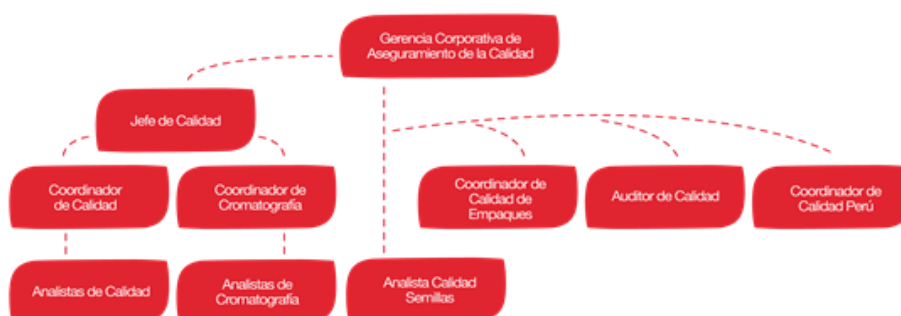 Gerencia Corporativa de
Aseguramiento de la Calidad
Jefe de Calidad
Coordinador
de Calidad
Coordinador de
Cromatografía
Coordinador de
Calidad de
Empaques
Auditor de Calidad
Coordinador de
Calidad Perú
Analistas de Calidad
Analistas de
Cromatografía
Analista Calidad
Semillas